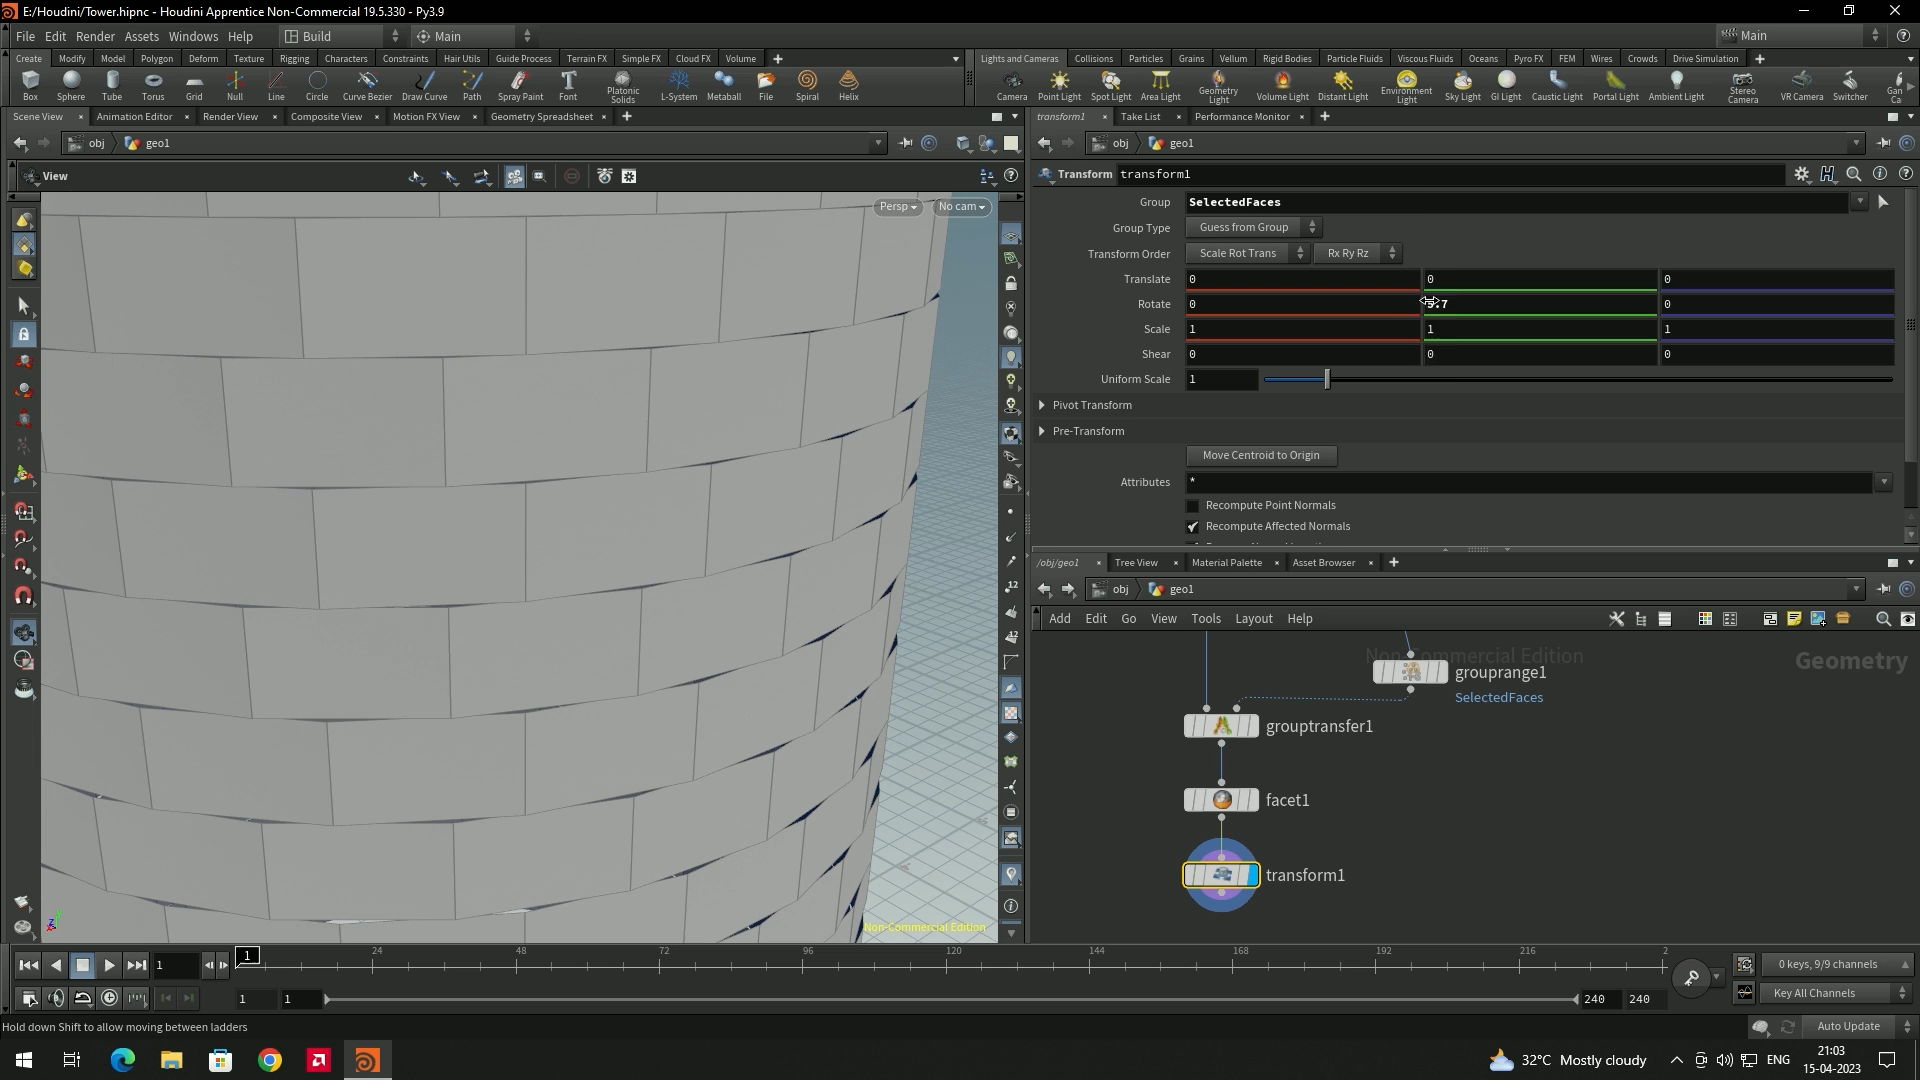 E:/Houdini/Tower.hipnc - Houdini Apprentice Non-Commercial 19.5.330 - Py3.9
File Edit Render Assets Windows Help Build Main Main
Create Modify Model Polygon Deform Texture Rigging Characters Constraints Hair Utils Guide Process Terrain FX Simple FX Cloud FX Volume
Box Sphere Tube Torus Grid Null Line Circle Curve Bezier Draw Curve Path Spray Paint Font Platonic Solids L-System Metaball File Spiral Helix
Lights and Cameras Collisions Particles Grains Vellum Rigid Bodies Particle Fluids Viscous Fluids Oceans Pyro FX FEM Wires Crowds Drive Simulation
Camera Point Light Spot Light Area Light Geometry Light Volume Light Distant Light Environment Light Sky Light GI Light Caustic Light Portal Light Ambient Light Stereo Camera VR Camera Switcher Gan Ca
Scene View Animation Editor Render View Composite View Motion FX View Geometry Spreadsheet
obj geo1
View
Persp No cam
12
12
Non-Commercial Edition
transform1 Take List Performance Monitor
obj geo1
Transform transform1
Group SelectedFaces
Group Type Guess from Group
Transform Order Scale Rot Trans Rx Ry Rz
Translate 0 0 0
Rotate 0 .7 0
Scale 1 1 1
Shear 0 0 0
Uniform Scale 1
Pivot Transform
Pre-Transform
Move Centroid to Origin
Attributes *
Recompute Point Normals
Recompute Affected Normals
/obj/geo1 Tree View Material Palette Asset Browser
obj geo1
Add Edit Go View Tools Layout Help
Non-Commercial Edition
Geometry
grouprange1
SelectedFaces
grouptransfer1
facet1
transform1
1 1 24 48 72 96 120 144 168 192 216 2
0 keys, 9/9 channels
1 1 240 240
Key All Channels
Hold down Shift to allow moving between ladders
Auto Update
32°C Mostly cloudy ENG
21:03
15-04-2023